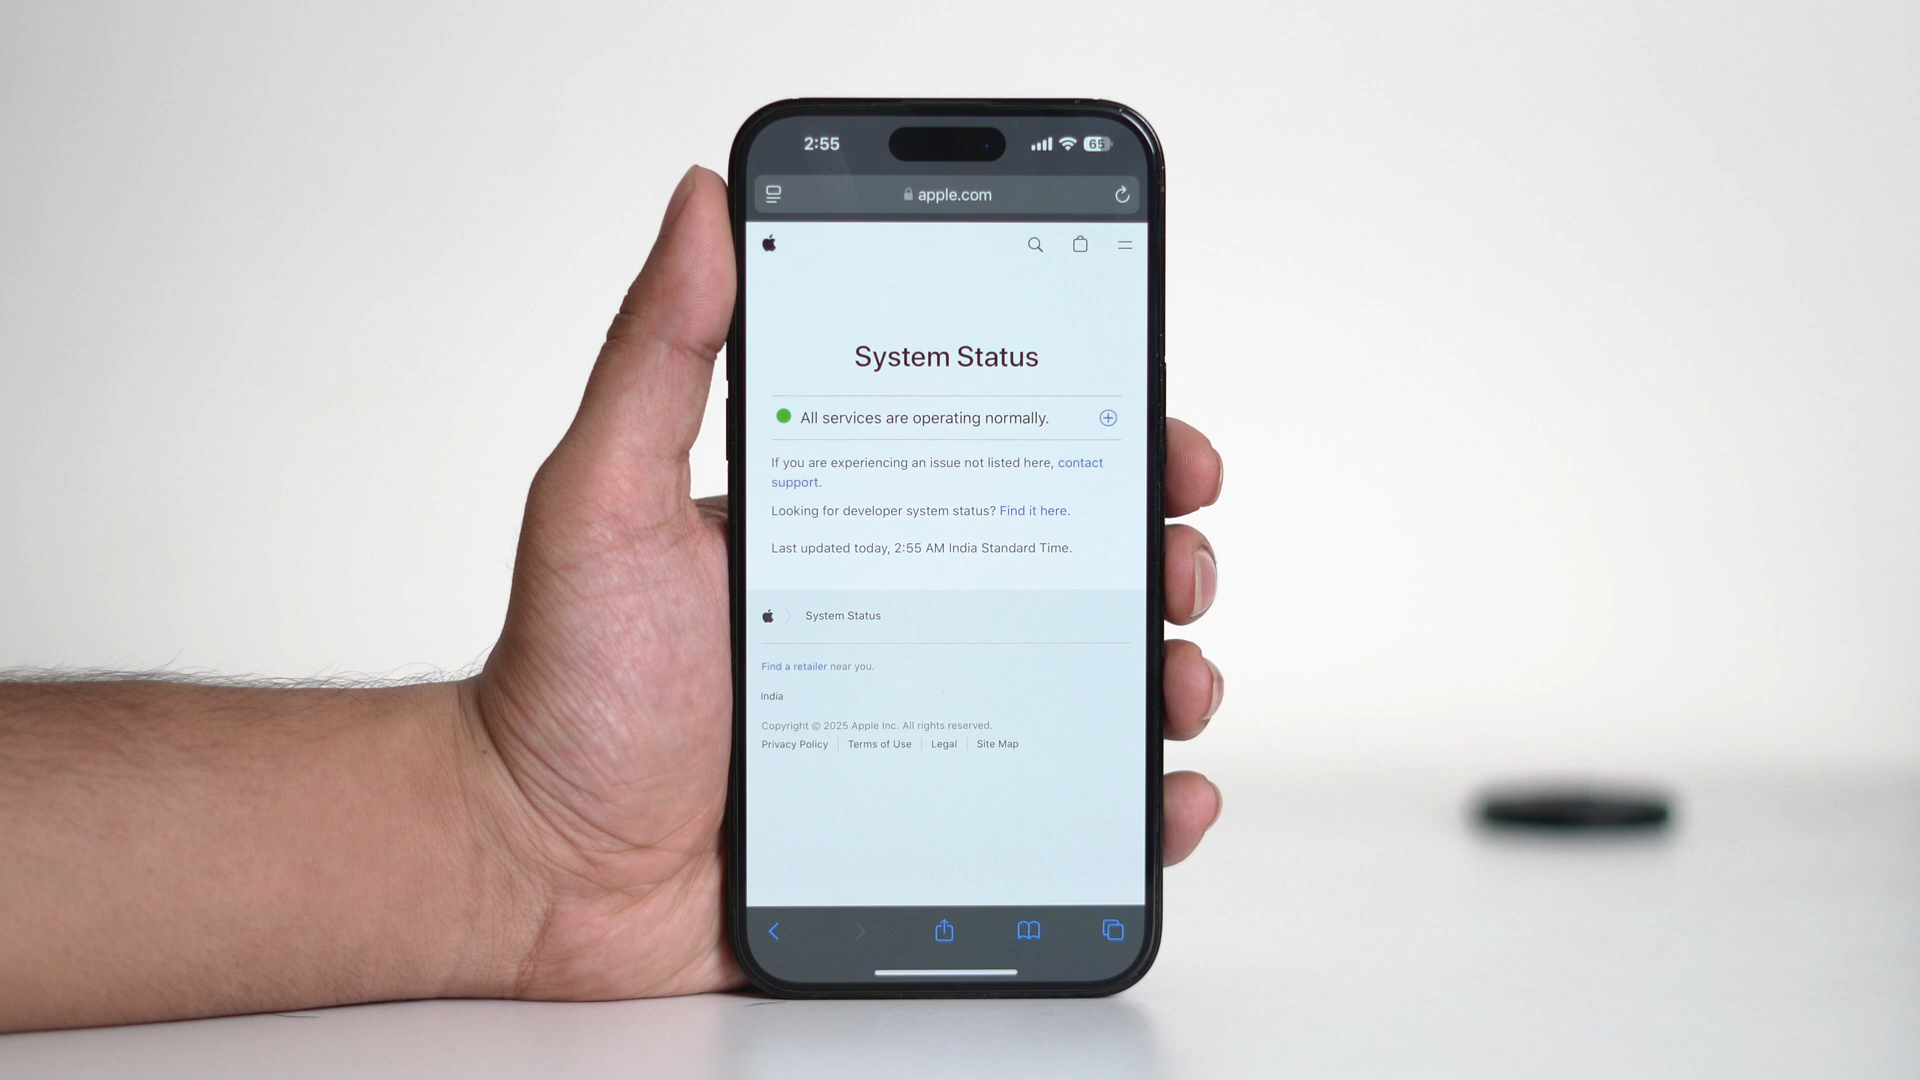 2:55
65
apple.com
System Status
All services are operating normally.
If you are experiencing an issue not listed here, contact
support.
Looking for developer system status? Find it here.
Last updated today, 2:55 AM India Standard Time.
System Status
Find a retailer near you.
India
Copyright © 2025 Apple Inc. All rights reserved.
Privacy Policy | Terms of Use | Legal | Site Map